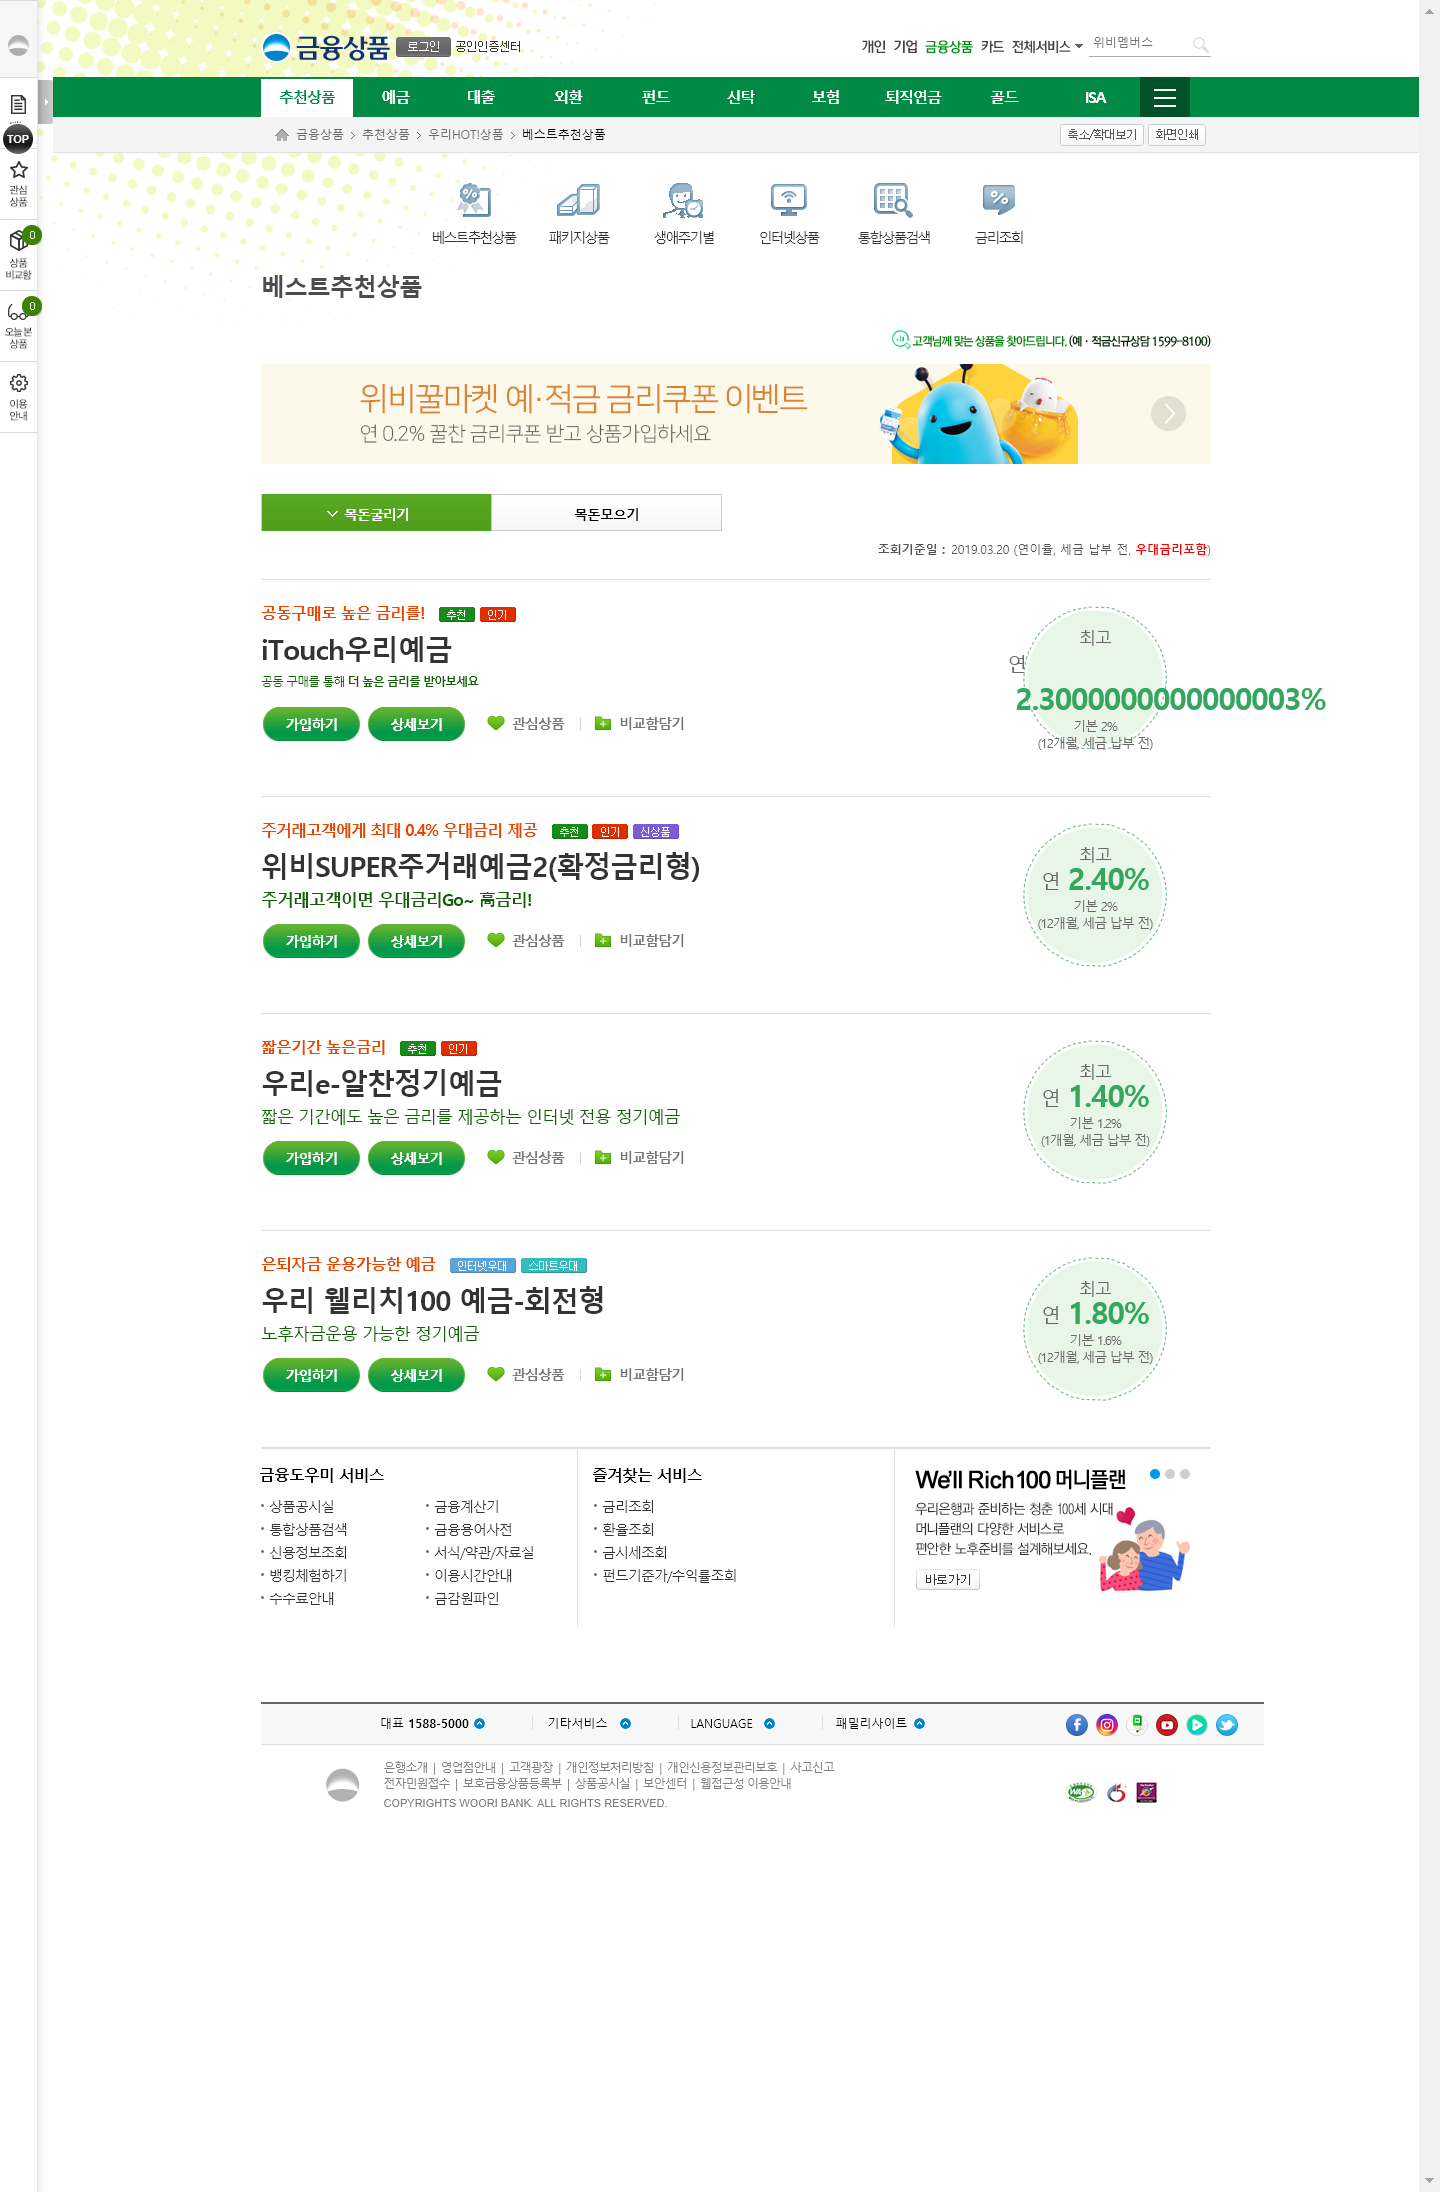 금융상품 로그인 공인인증센터
개인 기업 금융상품 카드 전체서비스 위비멤버스
추천상품 예금 대출 외환 펀드 신탁 보험 퇴직연금 골드 ISA
금융상품 > 추천상품 > 우리HOT!상품 > 베스트추천상품
축소/확대보기 화면인쇄
TOP
관심
상품
0
상품
비교함
0
오늘본
상품
이용
안내
베스트추천상품 패키지상품 생애주기별 인터넷상품 통합상품검색 금리조회
베스트추천상품
고객님께 맞는 상품을 찾아드립니다. (예 · 적금신규상담 1599-8100)
위비꿀마켓 예·적금 금리쿠폰 이벤트
연 0.2% 꿀찬 금리쿠폰 받고 상품가입하세요
목돈굴리기 목돈모으기
조회기준일 : 2019.03.20 (연이율, 세금 납부 전, 우대금리포함)
공동구매로 높은 금리를! 추천 인기
iTouch우리예금
공동 구매를 통해 더 높은 금리를 받아보세요
가입하기 상세보기 관심상품 비교함담기
최고
연
2.3000000000000003%
기본 2%
(12개월, 세금 납부 전)
주거래고객에게 최대 0.4% 우대금리 제공 추천 인기 신상품
위비SUPER주거래예금2(확정금리형)
주거래고객이면 우대금리Go~ 高금리!
가입하기 상세보기 관심상품 비교함담기
최고
연 2.40%
기본 2%
(12개월, 세금 납부 전)
짧은기간 높은금리 추천 인기
우리e-알찬정기예금
짧은 기간에도 높은 금리를 제공하는 인터넷 전용 정기예금
가입하기 상세보기 관심상품 비교함담기
최고
연 1.40%
기본 1.2%
(1개월, 세금 납부 전)
은퇴자금 운용가능한 예금 인터넷우대 스마트우대
우리 웰리치100 예금-회전형
노후자금운용 가능한 정기예금
가입하기 상세보기 관심상품 비교함담기
최고
연 1.80%
기본 1.6%
(12개월, 세금 납부 전)
금융도우미 서비스
상품공시실
통합상품검색
신용정보조회
뱅킹체험하기
수수료안내
금융계산기
금융용어사전
서식/약관/자료실
이용시간안내
금감원파인
즐겨찾는 서비스
금리조회
환율조회
금시세조회
펀드기준가/수익률조회
We'll Rich100 머니플랜
우리은행과 준비하는 청춘 100세 시대
머니플랜의 다양한 서비스로
편안한 노후준비를 설계해보세요.
바로가기
대표 1588-5000 기타서비스 LANGUAGE 패밀리사이트
은행소개 | 영업점안내 | 고객광장 | 개인정보처리방침 | 개인신용정보관리보호 | 사고신고
전자민원접수 | 보호금융상품등록부 | 상품공시실 | 보안센터 | 웹접근성 이용안내
COPYRIGHTS WOORI BANK. ALL RIGHTS RESERVED.